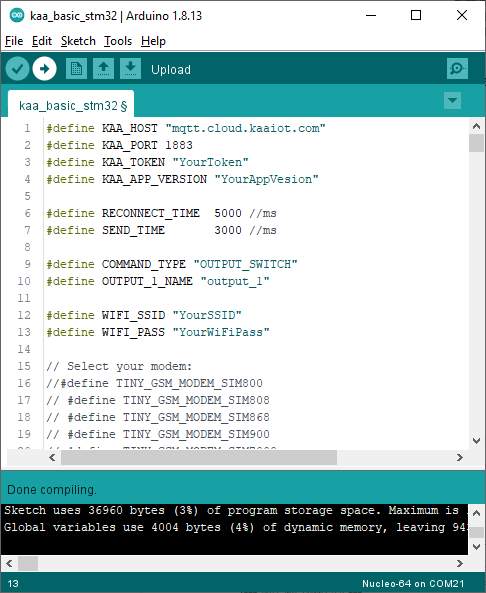 kaa_basic_stm32 | Arduino 1.8.13
File Edit Sketch Tools Help
Upload
kaa_basic_stm32 §
1 #define KAA_HOST "mqtt.cloud.kaaiot.com"
2 #define KAA_PORT 1883
3 #define KAA_TOKEN "YourToken"
4 #define KAA_APP_VERSION "YourAppVesion"
5
6 #define RECONNECT_TIME 5000 //ms
7 #define SEND_TIME 3000 //ms
8
9 #define COMMAND_TYPE "OUTPUT_SWITCH"
10 #define OUTPUT_1_NAME "output_1"
11
12 #define WIFI_SSID "YourSSID"
13 #define WIFI_PASS "YourWiFiPass"
14
15 // Select your modem:
16 //#define TINY_GSM_MODEM_SIM800
17 // #define TINY_GSM_MODEM_SIM808
18 // #define TINY_GSM_MODEM_SIM868
19 // #define TINY_GSM_MODEM_SIM900
Done compiling.
Sketch uses 36960 bytes (3%) of program storage space. Maximum is
Global variables use 4004 bytes (4%) of dynamic memory, leaving 94
13 Nucleo-64 on COM21